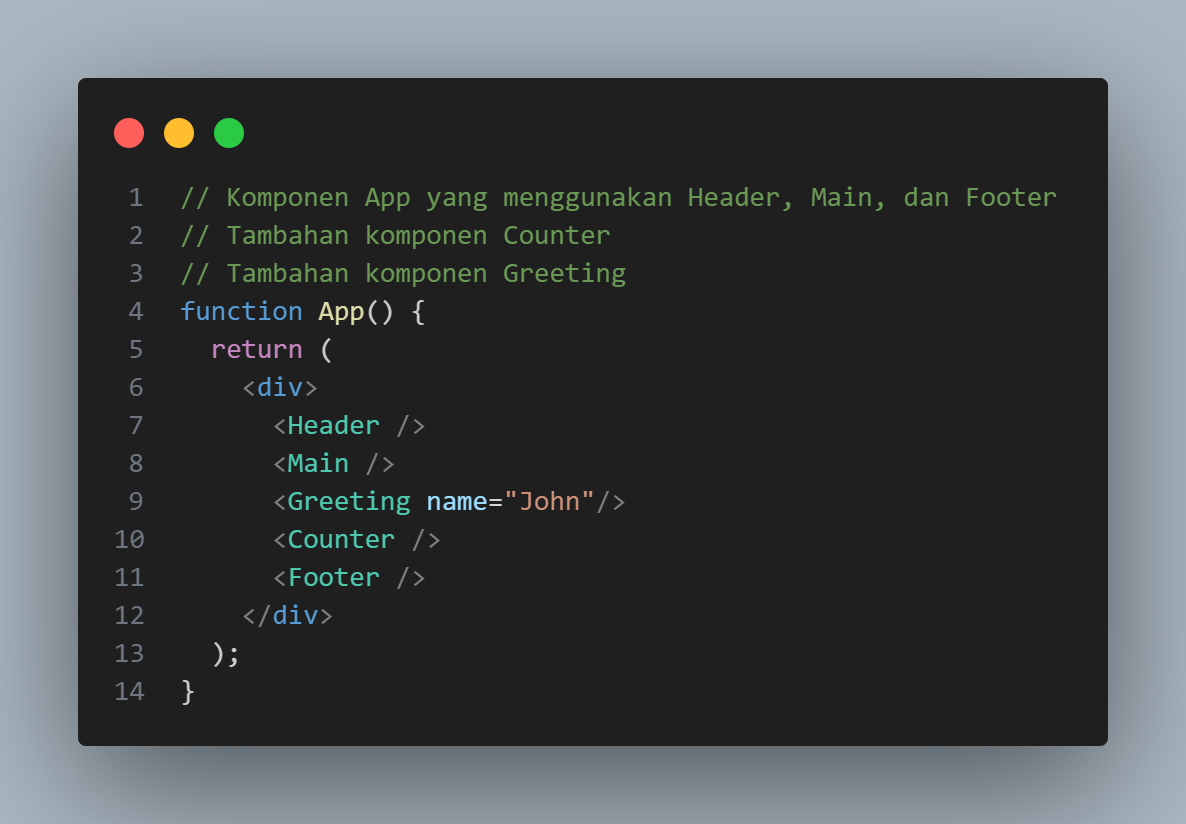 1 // Komponen App yang menggunakan Header, Main, dan Footer
2 // Tambahan komponen Counter
3 // Tambahan komponen Greeting
4 function App() {
5   return (
6     <div>
7       <Header />
8       <Main />
9       <Greeting name="John"/>
10       <Counter />
11       <Footer />
12     </div>
13   );
14 }